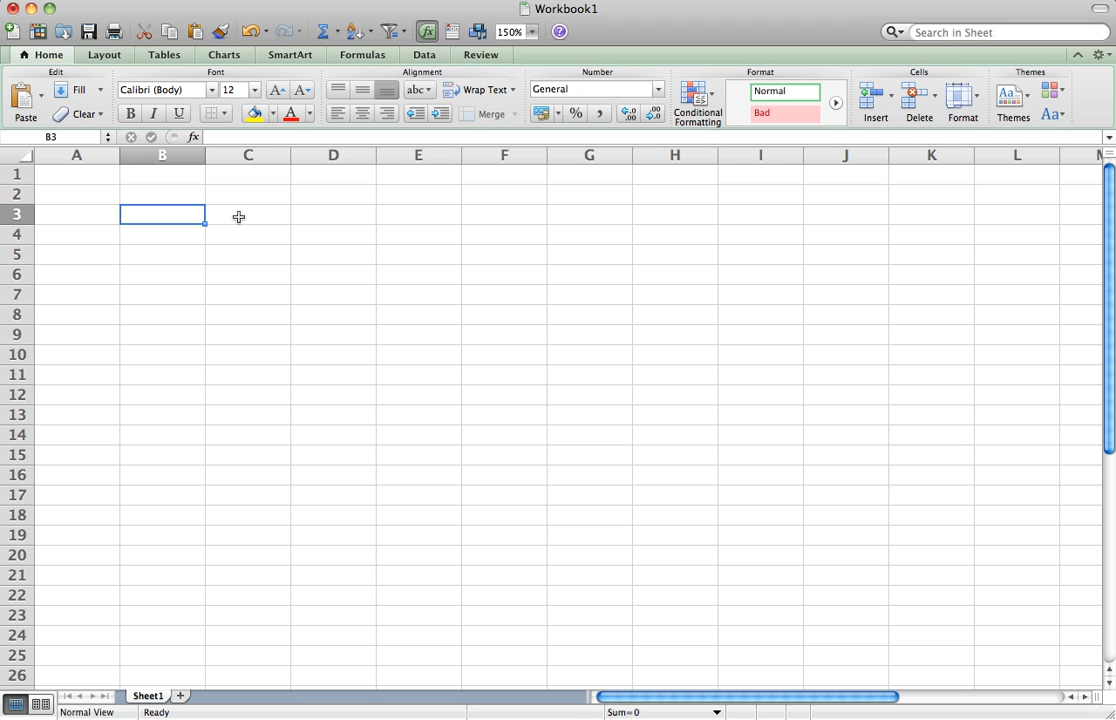 Workbook1
150%
Search in Sheet
Home Layout Tables Charts SmartArt Formulas Data Review
Edit Font Alignment Number Format Cells Themes
Fill Calibri (Body) 12 A A abc Wrap Text General Normal
Paste Clear B I U A Merge % , Conditional Formatting Bad Insert Delete Format Themes Aa
B3 fx
A B C D E F G H I J K L
1
2
3
4
5
6
7
8
9
10
11
12
13
14
15
16
17
18
19
20
21
22
23
24
25
26
Sheet1
Normal View Ready Sum=0